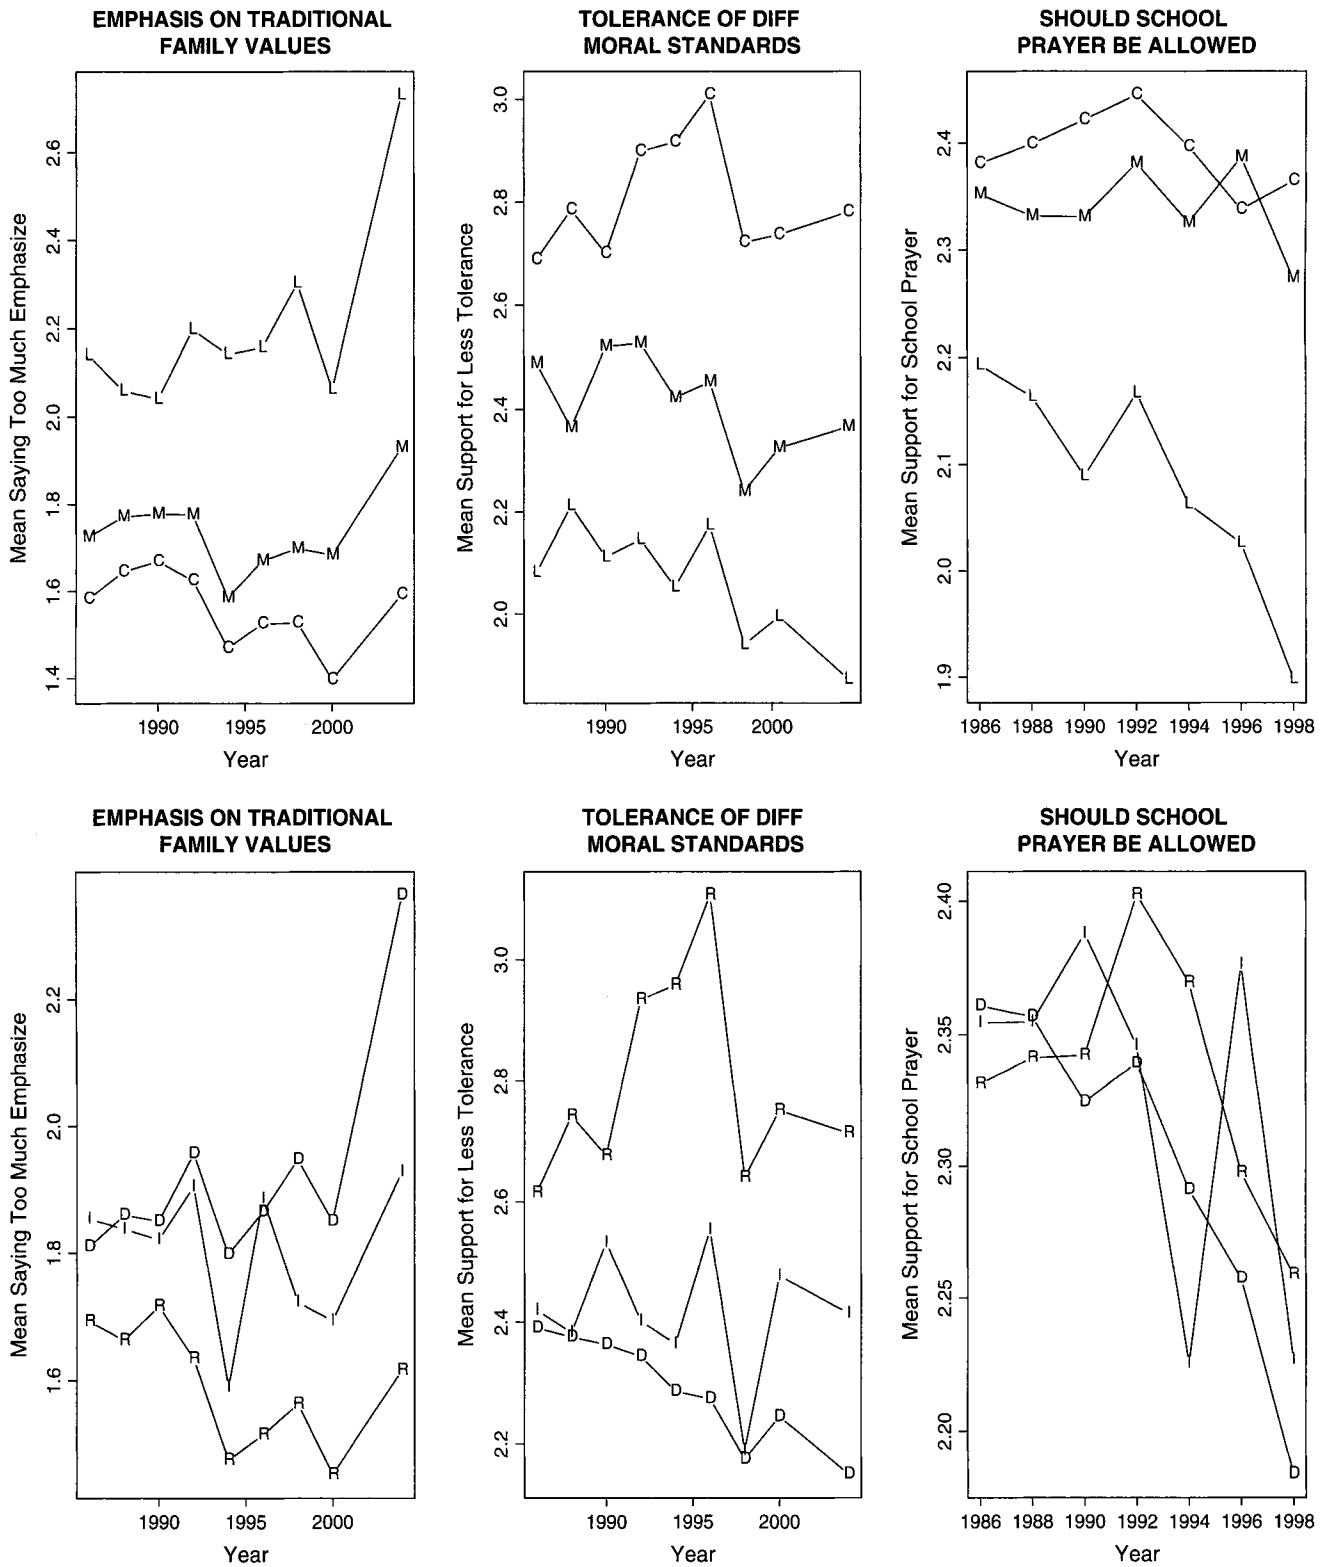 EMPHASIS ON TRADITIONAL
FAMILY VALUES
Mean Saying Too Much Emphasize
2.6
2.4
2.2
2.0
1.8
1.6
1.4
L L L L L L L L L
M M M M M M M M M
C C C C C C C C C
1990 1995 2000
Year
TOLERANCE OF DIFF
MORAL STANDARDS
Mean Support for Less Tolerance
3.0
2.8
2.6
2.4
2.2
2.0
C C C C C C C C C
M M M M M M M M M
L L L L L L L L L
1990 1995 2000
Year
SHOULD SCHOOL
PRAYER BE ALLOWED
Mean Support for School Prayer
2.4
2.3
2.2
2.1
2.0
1.9
C C C C C C C
M M M M M M M
L L L L L L L
1986 1988 1990 1992 1994 1996 1998
Year
EMPHASIS ON TRADITIONAL
FAMILY VALUES
Mean Saying Too Much Emphasize
2.2
2.0
1.8
1.6
D D D D D D D D D
I I I I I I I I I
R R R R R R R R R
1990 1995 2000
Year
TOLERANCE OF DIFF
MORAL STANDARDS
Mean Support for Less Tolerance
3.0
2.8
2.6
2.4
2.2
R R R R R R R R R
I I I I I I I I I
D D D D D D D D D
1990 1995 2000
Year
SHOULD SCHOOL
PRAYER BE ALLOWED
Mean Support for School Prayer
2.40
2.35
2.30
2.25
2.20
D D D D D D D
I I I I I I I
R R R R R R R
1986 1988 1990 1992 1994 1996 1998
Year